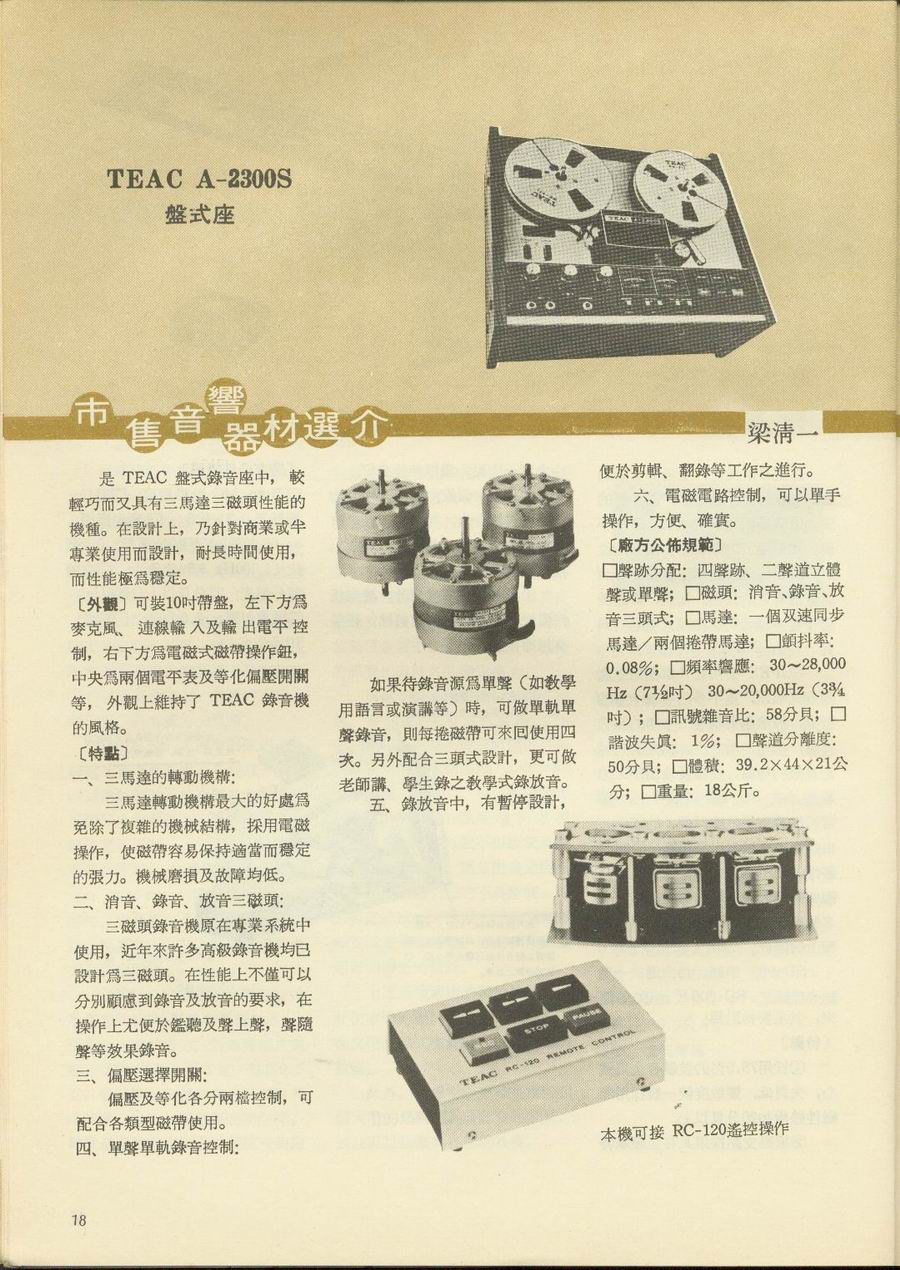 TEAC A-2300S
盤式座
市售音響器材選介
梁淸一
是 TEAC 盤式錄音座中，較
輕巧而又具有三馬達三磁頭性能的
機種。在設計上，乃針對商業或半
專業使用而設計，耐長時間使用，
而性能極爲穩定。
〔外觀〕可裝10吋帶盤，左下方爲
麥克風、連線輸入及輸出電平控
制，右下方爲電磁式磁帶操作鈕，
中央爲兩個電平表及等化偏壓開關
等，外觀上維持了 TEAC 錄音機
的風格。
〔特點〕
一、三馬達的轉動機構：
三馬達轉動機構最大的好處爲
免除了複雜的機械結構，採用電磁
操作，使磁帶容易保持適當而穩定
的張力。機械磨損及故障均低。
二、消音、錄音、放音三磁頭：
三磁頭錄音機原在專業系統中
使用，近年來許多高級錄音機均已
設計爲三磁頭。在性能上不僅可以
分別顧慮到錄音及放音的要求，在
操作上尤便於鑑聽及聲上聲，聲隨
聲等效果錄音。
三、偏壓選擇開關：
偏壓及等化各分兩檔控制，可
配合各類型磁帶使用。
四、單聲單軌錄音控制：
如果待錄音源爲單聲（如敎學
用語言或演講等）時，可做單軌單
聲錄音，則每捲磁帶可來回使用四
次。另外配合三頭式設計，更可做
老師講、學生錄之敎學式錄放音。
五、錄放音中，有暫停設計，
便於剪輯、翻錄等工作之進行。
六、電磁電路控制，可以單手
操作，方便、確實。
〔廠方公佈規範〕
□聲跡分配：四聲跡、二聲道立體
聲或單聲；□磁頭：消音、錄音、放
音三頭式；□馬達：一個双速同步
馬達／兩個捲帶馬達；□顫抖率：
0.08%；□頻率響應：30～28,000
Hz（7½吋） 30～20,000Hz（3¾
吋）；□訊號雜音比：58分貝；□
諧波失眞：1%；□聲道分離度：
50分貝；□體積：39.2×44×21公
分；□重量：18公斤。
STOP
PAUSE
TEAC RC-120 REMOTE CONTROL
本機可接 RC-120遙控操作
18